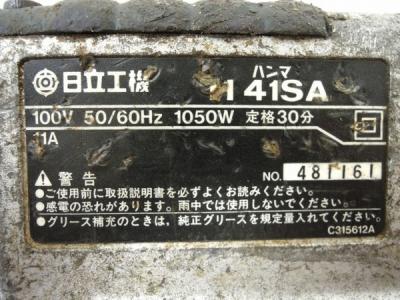 日立工機
ハンマ
H 41SA
100V 50/60Hz 1050W 定格30分
11A
警告
NO. 481161
●ご使用前に取扱説明書を必ずよくお読みください。
●感電の恐れがあります。雨中では使用しないでください。
●グリース補充のときは、純正グリースを規定量入れてください。
C315612A